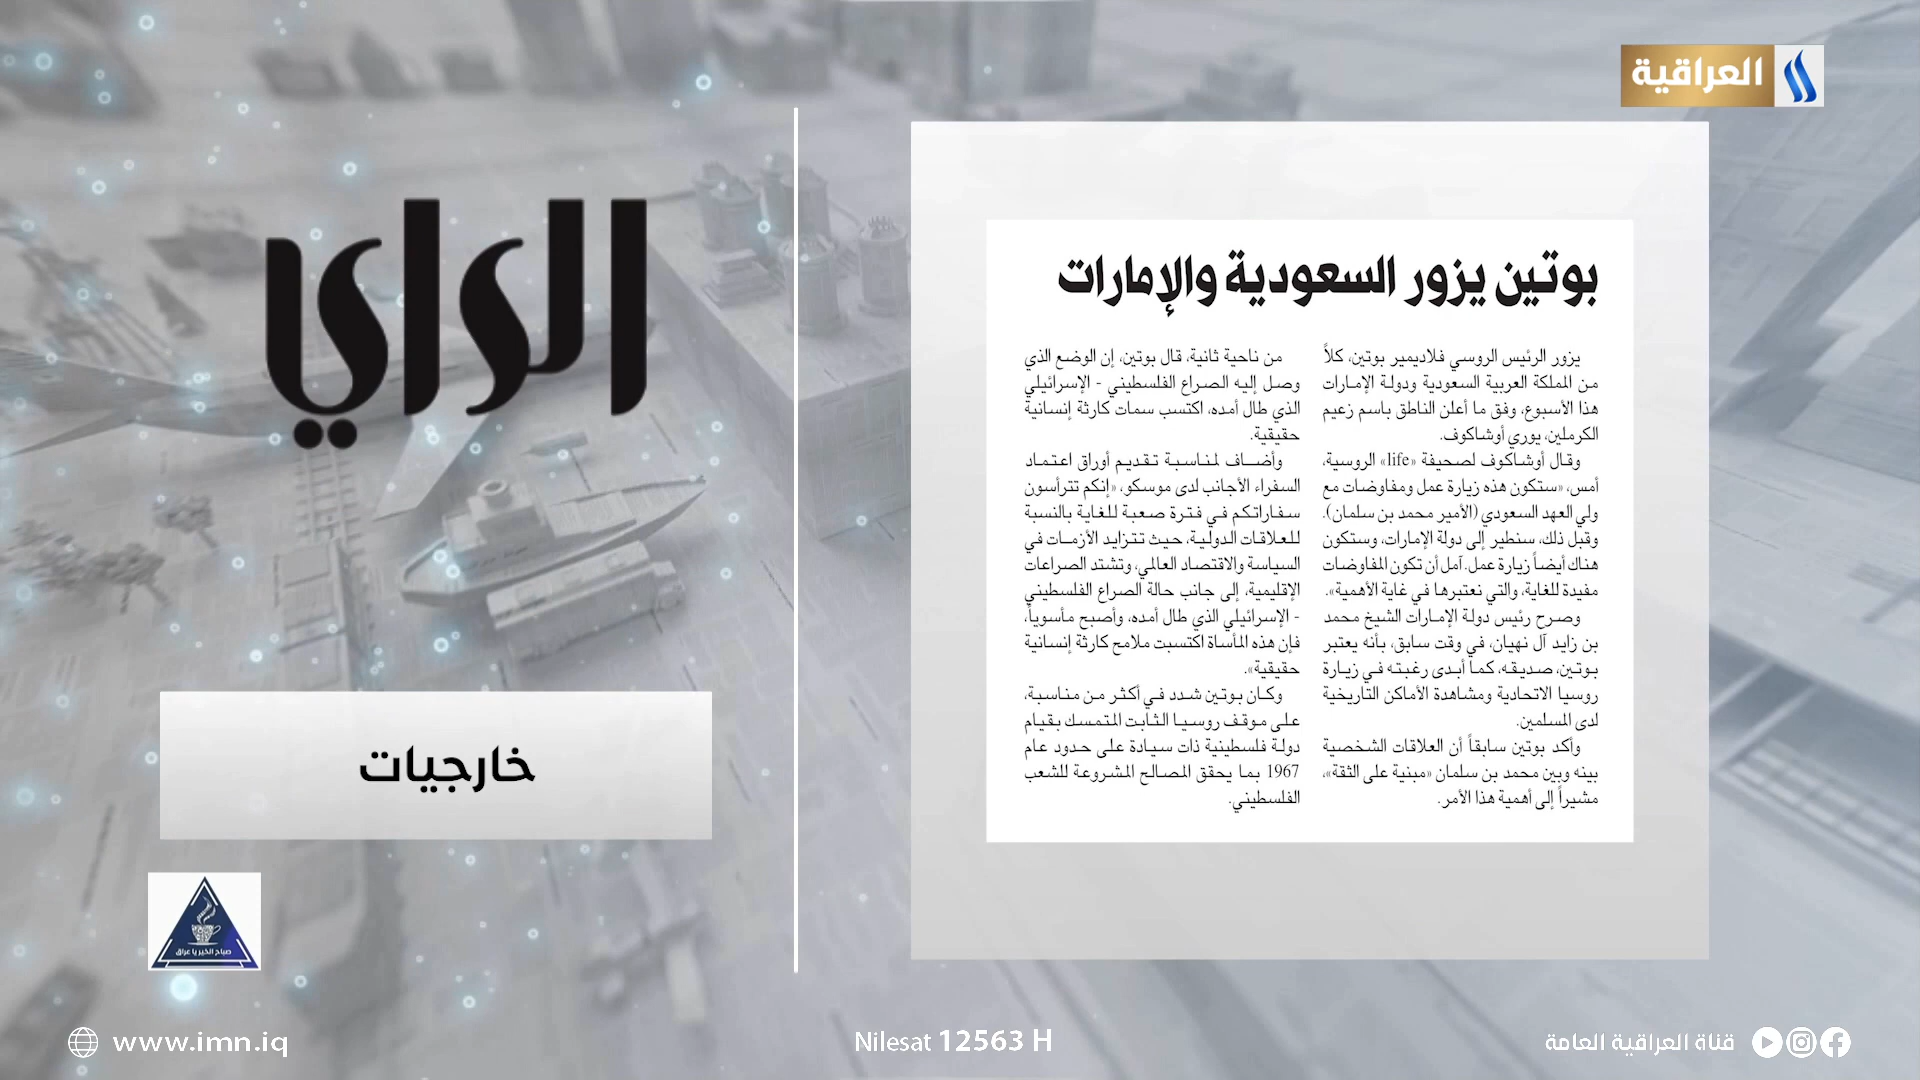 العراقية
الراي
خارجيات
صباح الخير يا عراق
بوتين يزور السعودية والإمارات
يزور الرئيس الروسي فلاديمير بوتين، كلاً
من المملكة العربية السعودية ودولة الإمارات
هذا الأسبوع، وفق ما أعلن الناطق باسم زعيم
الكرملين، يوري أوشاكوف.
وقال أوشاكوف لصحيفة «life» الروسية،
أمس، «ستكون هذه زيارة عمل ومفاوضات مع
ولي العهد السعودي (الأمير محمد بن سلمان).
وقبل ذلك، سنطير إلى دولة الإمارات، وستكون
هناك أيضاً زيارة عمل. آمل أن تكون المفاوضات
مفيدة للغاية، والتي نعتبرها في غاية الأهمية».
وصرح رئيس دولة الإمارات الشيخ محمد
بن زايد آل نهيان، في وقت سابق، بأنه يعتبر
بوتين، صديقه، كما أبدى رغبته في زيارة
روسيا الاتحادية ومشاهدة الأماكن التاريخية
لدى المسلمين.
وأكد بوتين سابقاً أن العلاقات الشخصية
بينه وبين محمد بن سلمان «مبنية على الثقة»،
مشيراً إلى أهمية هذا الأمر.
من ناحية ثانية، قال بوتين، إن الوضع الذي
وصل إليه الصراع الفلسطيني - الإسرائيلي
الذي طال أمده، اكتسب سمات كارثة إنسانية
حقيقية.
وأضاف لمناسبة تقديم أوراق اعتماد
السفراء الأجانب لدى موسكو، «إنكم تترأسون
سفاراتكم في فترة صعبة للغاية بالنسبة
للعلاقات الدولية، حيث تتزايد الأزمات في
السياسة والاقتصاد العالمي، وتشتد الصراعات
الإقليمية، إلى جانب حالة الصراع الفلسطيني
- الإسرائيلي الذي طال أمده، وأصبح مأسوياً،
فإن هذه المأساة اكتسبت ملامح كارثة إنسانية
حقيقية».
وكان بوتين شدد في أكثر من مناسبة،
على موقف روسيا الثابت المتمسك بقيام
دولة فلسطينية ذات سيادة على حدود عام
1967 بما يحقق المصالح المشروعة للشعب
الفلسطيني.
www.imn.iq
Nilesat 12563 H
قناة العراقية العامة